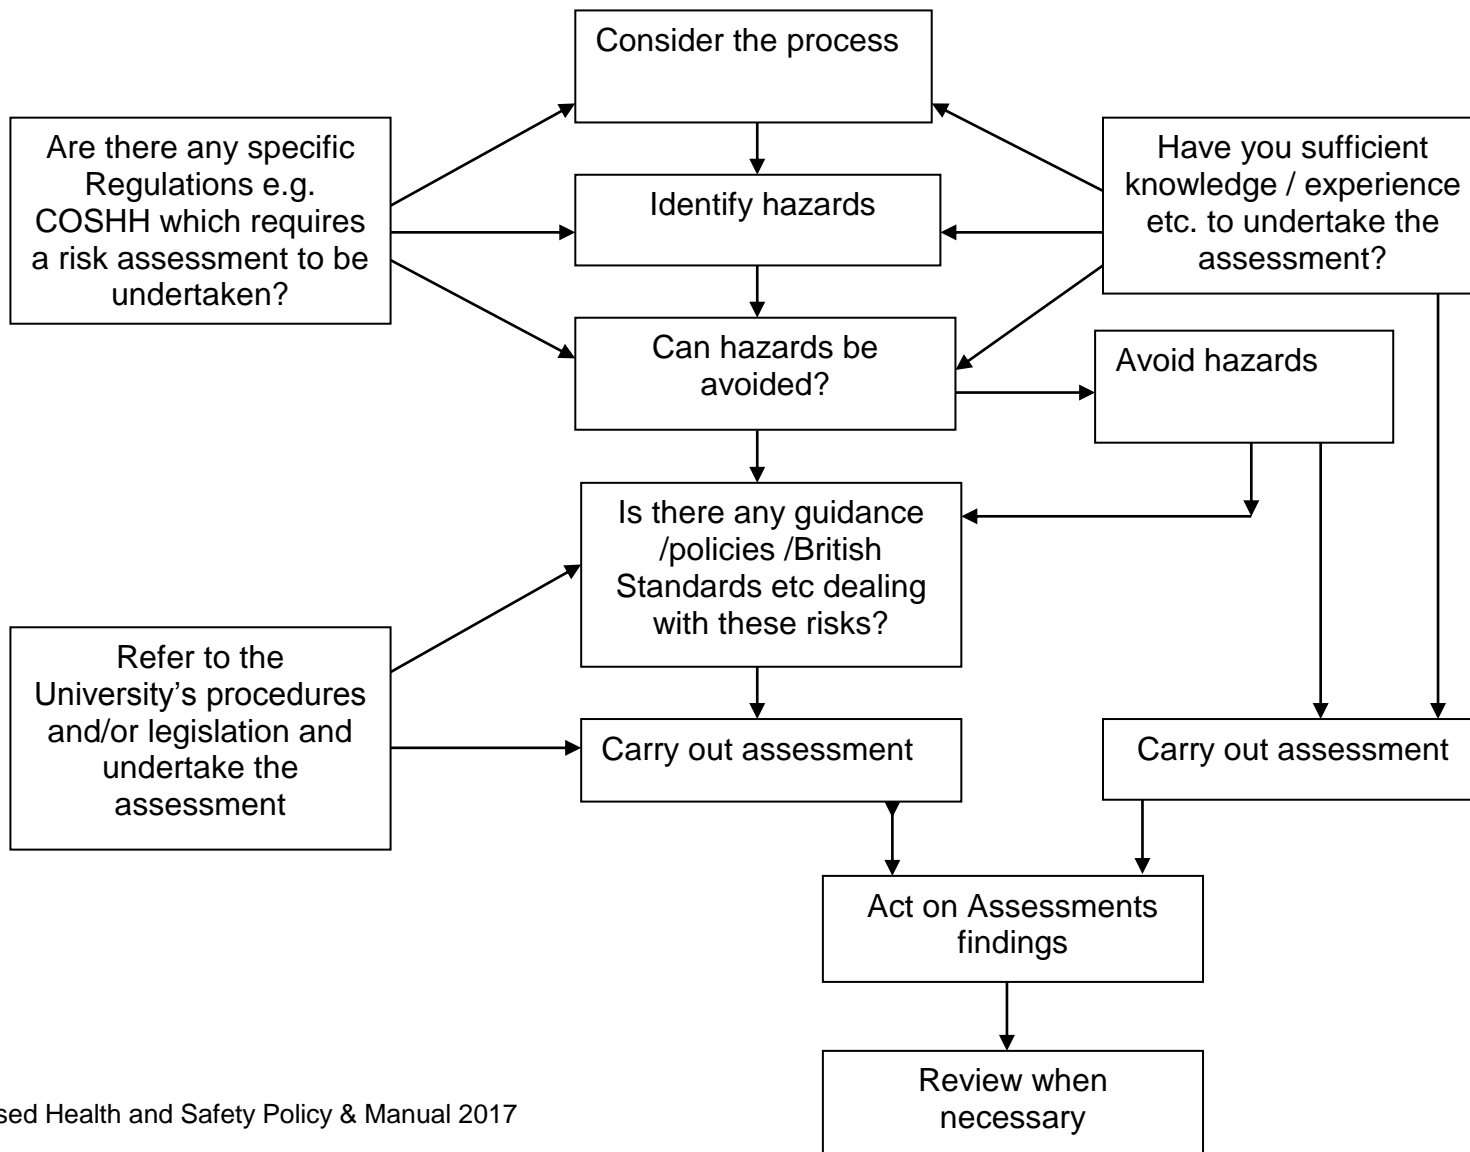 Consider the process
Are there any specific
Regulations e.g.
COSHH which requires
a risk assessment to be
undertaken?
Have you sufficient
knowledge / experience
etc. to undertake the
assessment?
Identify hazards
Can hazards be
avoided?
Avoid hazards
Is there any guidance
/policies /British
Standards etc dealing
with these risks?
Refer to the
University’s procedures
and/or legislation and
undertake the
assessment
Carry out assessment
Carry out assessment
Act on Assessments
findings
Review when
necessary
sed Health and Safety Policy & Manual 2017